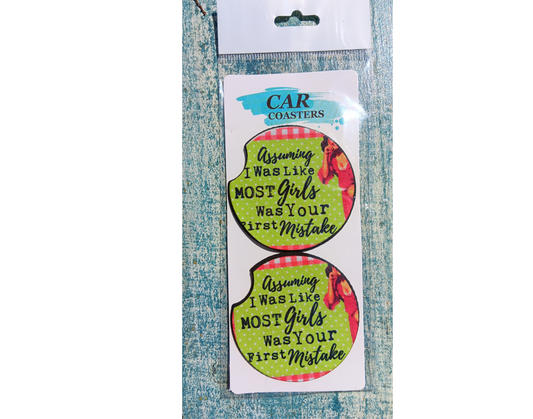 CAR
COASTERS
Assuming
I Was Like
MOST Girls
Was Your
First Mistake
Assuming
I Was Like
MOST Girls
Was Your
First Mistake